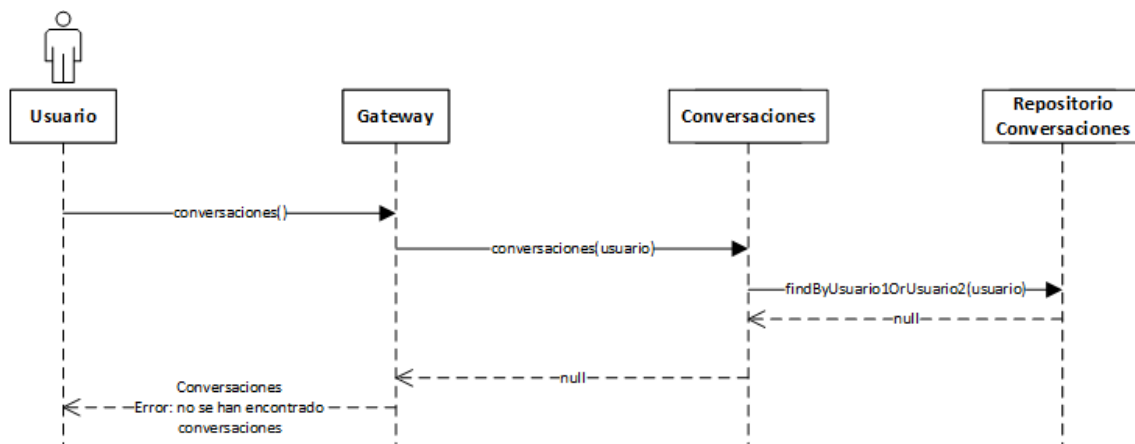 Usuario
Gateway
Conversaciones
Repositorio
Conversaciones
conversaciones()
conversaciones(usuario)
findByUsuario1OrUsuario2(usuario)
null
null
Conversaciones
Error: no se han encontrado
conversaciones